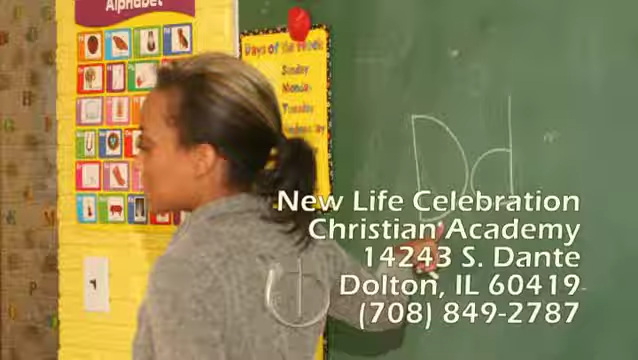 Alphabet
Days of the Week
Sunday
Monday
Tuesday
Wednesday
Dd
New Life Celebration
Christian Academy
14243 S. Dante
Dolton, IL 60419
(708) 849-2787